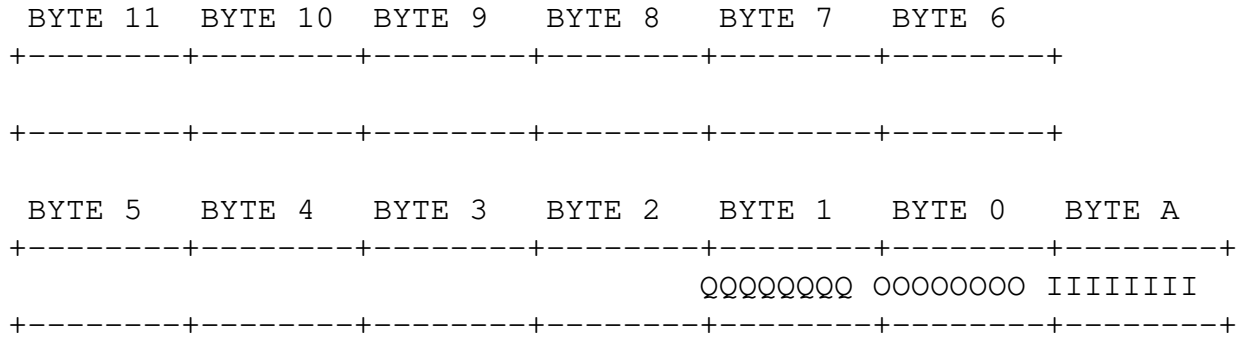 BYTE 11 BYTE 10 BYTE 9 BYTE 8 BYTE 7 BYTE 6
+--------+--------+--------+--------+--------+--------+
+--------+--------+--------+--------+--------+--------+
BYTE 5 BYTE 4 BYTE 3 BYTE 2 BYTE 1 BYTE 0 BYTE A
+--------+--------+--------+--------+--------+--------+--------+
QQQQQQQQ OOOOOOOO IIIIIIII
+--------+--------+--------+--------+--------+--------+--------+